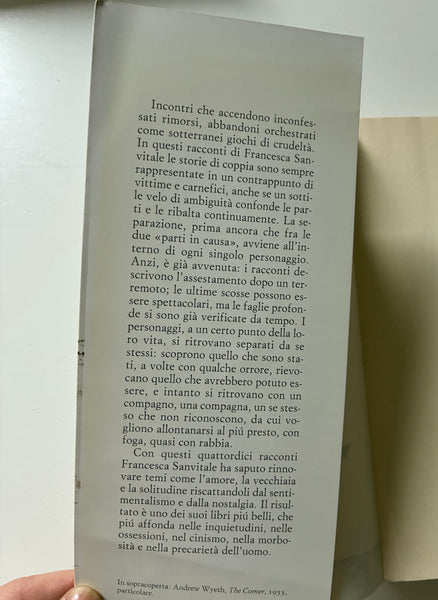 Incontri che accendono inconfes-
sati rimorsi, abbandoni orchestrati
come sotterranei giochi di crudeltà.
In questi racconti di Francesca San-
vitale le storie di coppia sono sempre
rappresentate in un contrappunto di
vittime e carnefici, anche se un sotti-
le velo di ambiguità confonde le par-
ti e le ribalta continuamente. La se-
parazione, prima ancora che fra le
due «parti in causa», avviene all'in-
terno di ogni singolo personaggio.
Anzi, è già avvenuta: i racconti de-
scrivono l'assestamento dopo un ter-
remoto; le ultime scosse possono es-
sere spettacolari, ma le faglie profon-
de si sono già verificate da tempo. I
personaggi, a un certo punto della lo-
ro vita, si ritrovano separati da se
stessi: scoprono quello che sono sta-
ti, a volte con qualche orrore, rievo-
cano quello che avrebbero potuto es-
sere, e intanto si ritrovano con un
compagno, una compagna, un se stes-
so che non riconoscono, da cui vo-
gliono allontanarsi al piú presto, con
foga, quasi con rabbia.
Con questi quattordici racconti
Francesca Sanvitale ha saputo rinno-
vare temi come l'amore, la vecchiaia
e la solitudine riscattandoli dal senti-
mentalismo e dalla nostalgia. Il risul-
tato è uno dei suoi libri piú belli, che
piú affonda nelle inquietudini, nelle
ossessioni, nel cinismo, nella morbo-
sità e nella precarietà dell'uomo.
In sopracoperta: Andrew Wyeth, The Corner, 1953,
particolare.